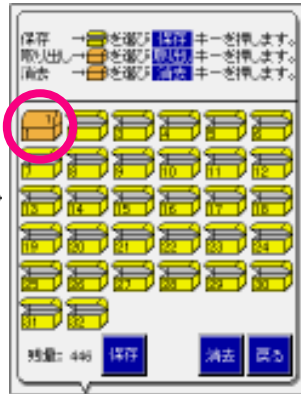 保存 →を選び 保存 キーを押します。
取り出し→を選び 取出し キーを押します。
消去 →を選び 消去 キーを押します。
1 1 2 3 4 5 6
7 8 9 10 11 12
13 14 15 16 17 18
19 20 21 22 23 24
25 26 27 28 29 30
31 32
残量: 446 保存 消去 戻る